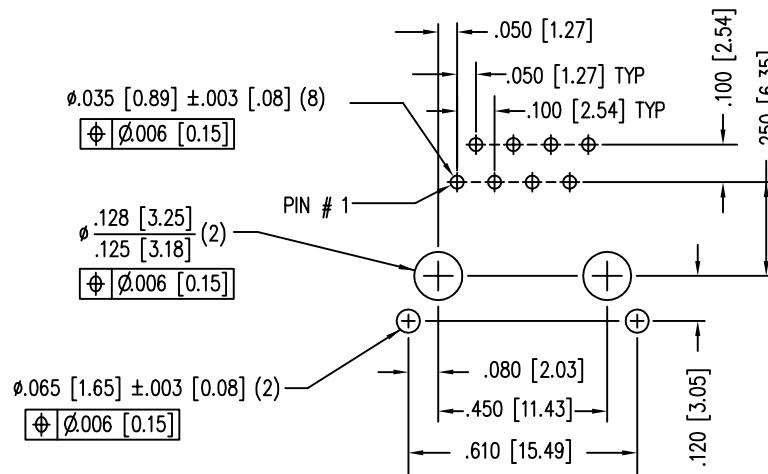 .050 [1.27]
.050 [1.27] TYP
.100 [2.54] TYP
.100 [2.54]
.250 [6.35]
ø.035 [0.89] ±.003 [.08] (8)
⌖ Ø.006 [0.15]
PIN # 1
ø .128 [3.25]
.125 [3.18] (2)
⌖ Ø.006 [0.15]
ø.065 [1.65] ±.003 [0.08] (2)
⌖ Ø.006 [0.15]
.080 [2.03]
.450 [11.43]
.610 [15.49]
.120 [3.05]